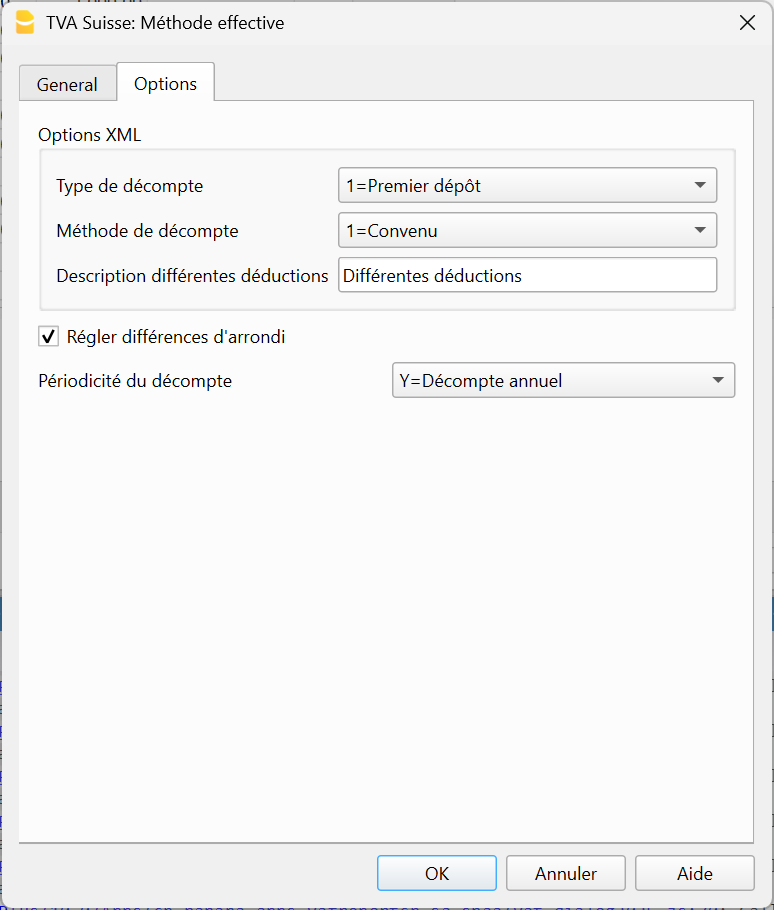 TVA Suisse: Méthode effective
General
Options
Options XML
Type de décompte
1=Premier dépôt
Méthode de décompte
1=Convenu
Description différentes déductions
Différentes déductions
Régler différences d'arrondi
Périodicité du décompte
Y=Décompte annuel
OK
Annuler
Aide